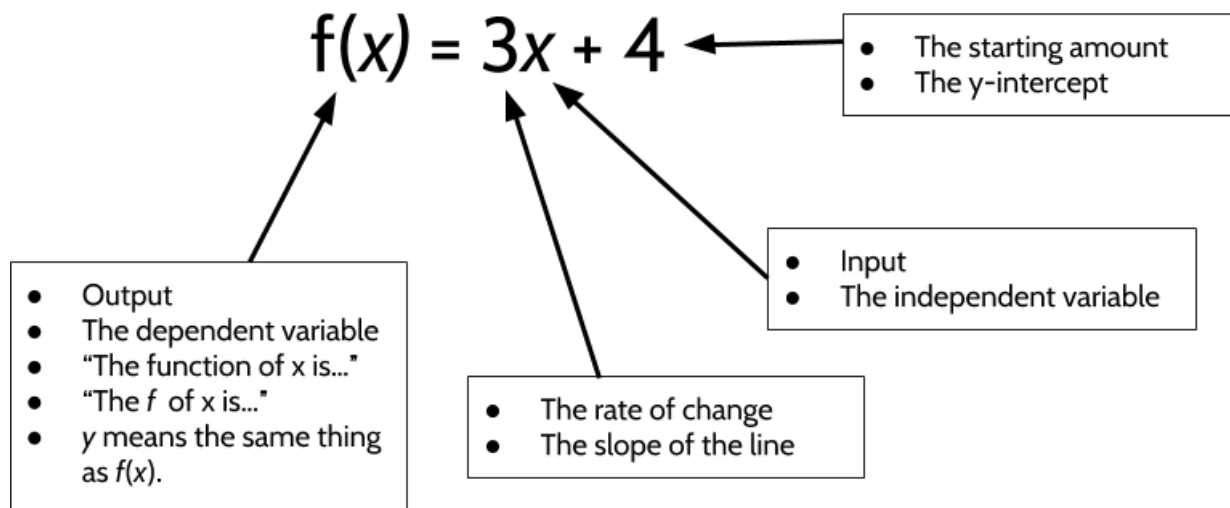 f(x) = 3x + 4
● The starting amount
● The y-intercept
● Input
● The independent variable
● Output
● The dependent variable
● “The function of x is...”
● “The f of x is...”
● y means the same thing
as f(x).
● The rate of change
● The slope of the line